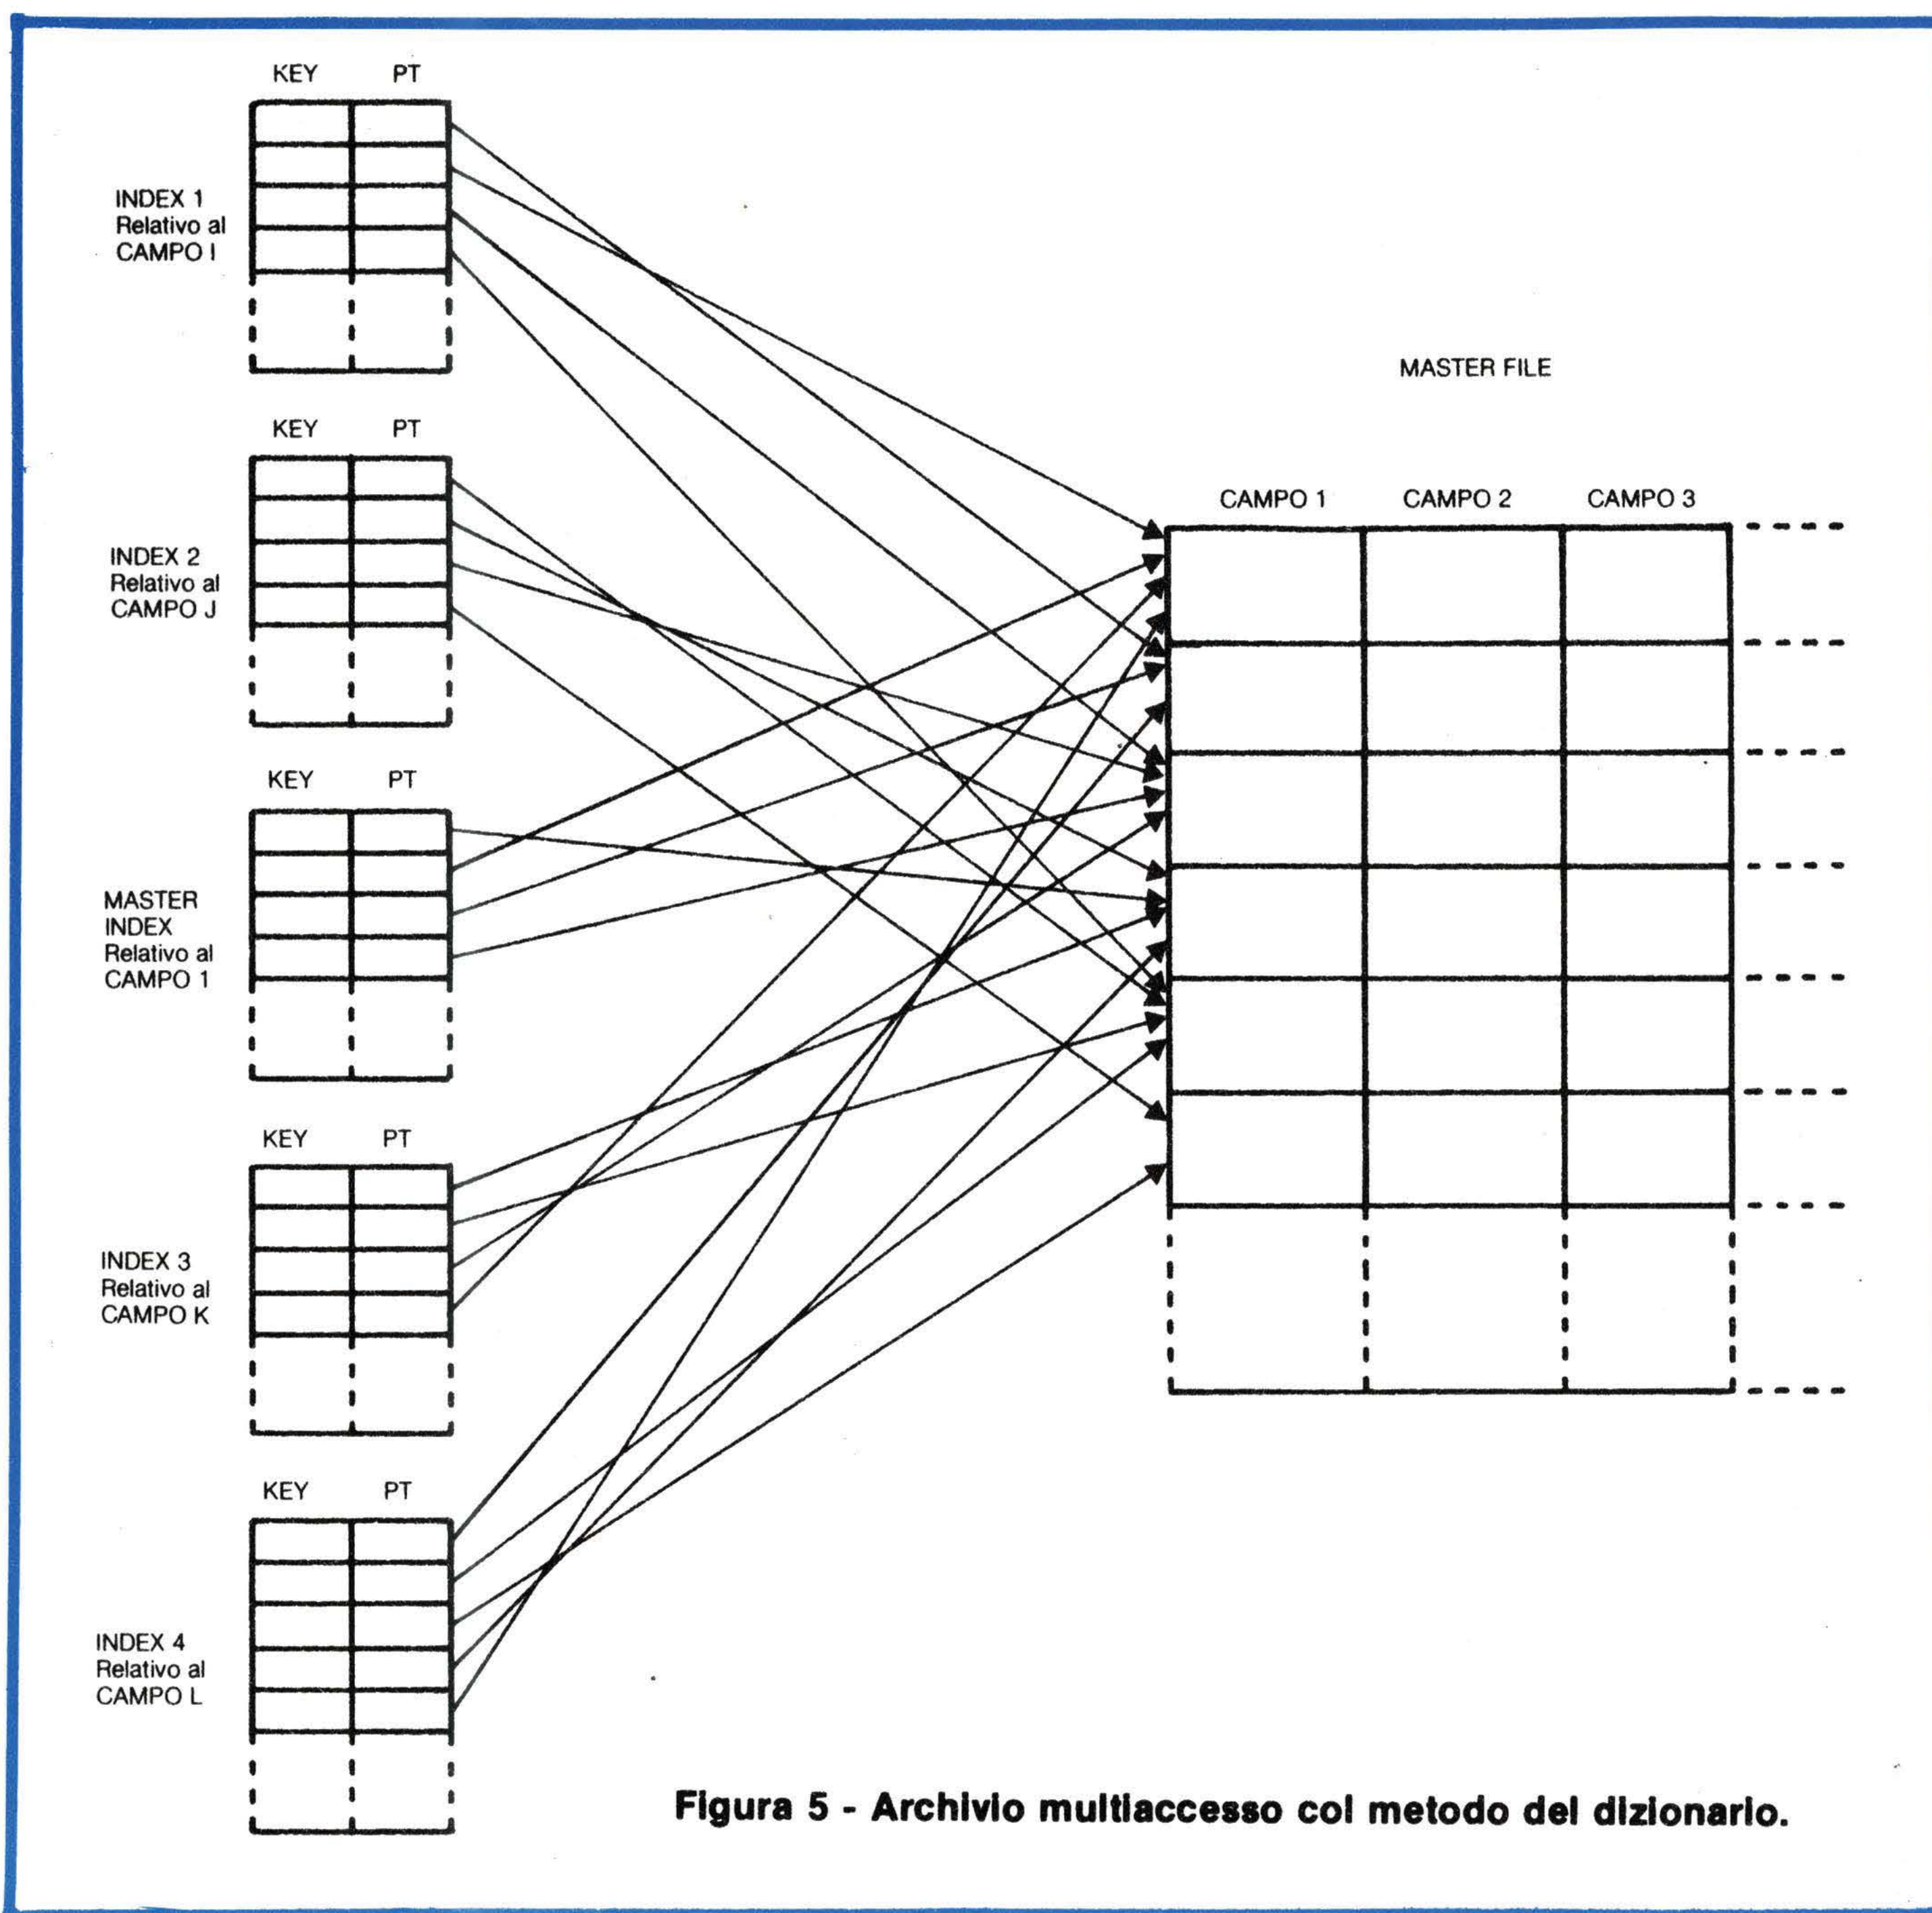 KEY PT
INDEX 1
Relativo al
CAMPO I
KEY PT
INDEX 2
Relativo al
CAMPO J
KEY PT
MASTER
INDEX
Relativo al
CAMPO 1
KEY PT
INDEX 3
Relativo al
CAMPO K
KEY PT
INDEX 4
Relativo al
CAMPO L
MASTER FILE
CAMPO 1 CAMPO 2 CAMPO 3
Figura 5 - Archivio multiaccesso col metodo del dizionario.